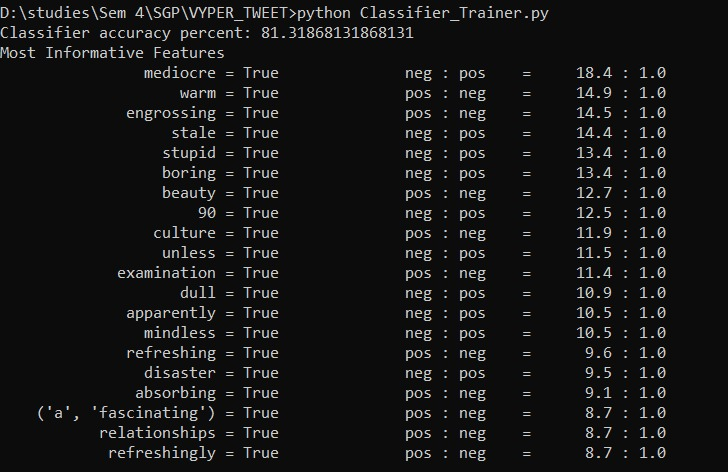 D:\studies\Sem 4\SGP\VYPER_TWEET>python Classifier_Trainer.py
Classifier accuracy percent: 81.31868131868131
Most Informative Features
mediocre = True neg : pos = 18.4 : 1.0
warm = True pos : neg = 14.9 : 1.0
engrossing = True pos : neg = 14.5 : 1.0
stale = True neg : pos = 14.4 : 1.0
stupid = True neg : pos = 13.4 : 1.0
boring = True neg : pos = 13.4 : 1.0
beauty = True pos : neg = 12.7 : 1.0
90 = True neg : pos = 12.5 : 1.0
culture = True pos : neg = 11.9 : 1.0
unless = True neg : pos = 11.5 : 1.0
examination = True pos : neg = 11.4 : 1.0
dull = True neg : pos = 10.9 : 1.0
apparently = True neg : pos = 10.5 : 1.0
mindless = True neg : pos = 10.5 : 1.0
refreshing = True pos : neg = 9.6 : 1.0
disaster = True neg : pos = 9.5 : 1.0
absorbing = True pos : neg = 9.1 : 1.0
('a', 'fascinating') = True pos : neg = 8.7 : 1.0
relationships = True pos : neg = 8.7 : 1.0
refreshingly = True pos : neg = 8.7 : 1.0